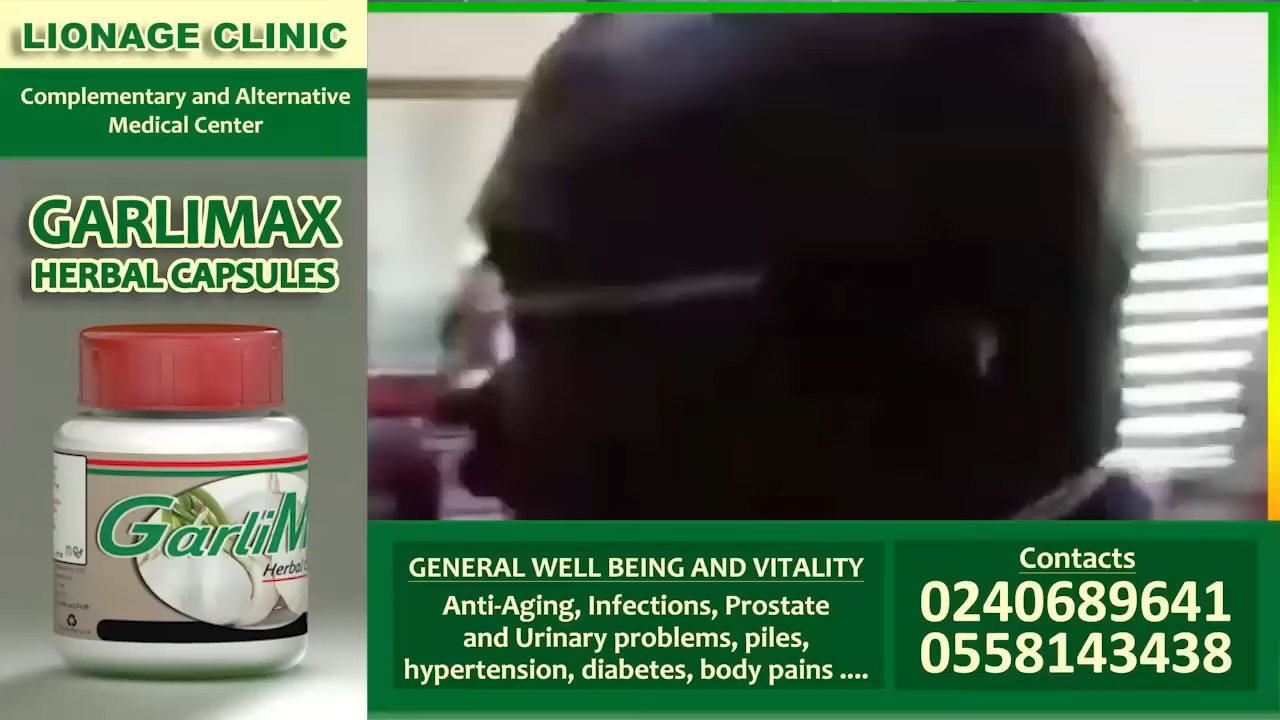 LIONAGE CLINIC
Complementary and Alternative
Medical Center
GARLIMAX
HERBAL CAPSULES
GarliM
Herbal
GENERAL WELL BEING AND VITALITY
Anti-Aging, Infections, Prostate
and Urinary problems, piles,
hypertension, diabetes, body pains ....
Contacts
0240689641
0558143438